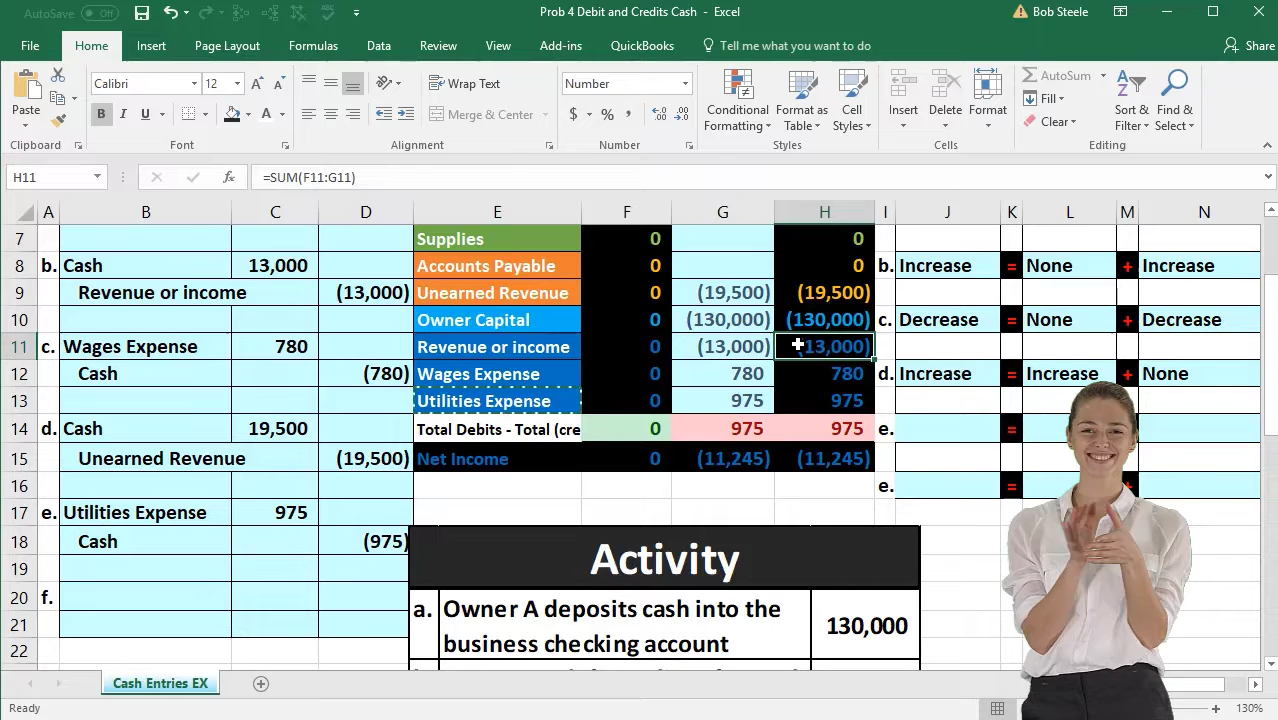 AutoSave Off Prob 4 Debit and Credits Cash - Excel Bob Steele
File Home Insert Page Layout Formulas Data Review View Add-ins QuickBooks Tell me what you want to do Share
Paste Calibri 12 Wrap Text Number Conditional Formatting Format as Table Cell Styles Insert Delete Format AutoSum Fill Clear Sort & Filter Find & Select
B I U A Merge & Center $ % ,
Clipboard Font Alignment Number Styles Cells Editing
H11 fx =SUM(F11:G11)
A B C D E F G H I J K L M N
7 Supplies 0 0
8 b. Cash 13,000 Accounts Payable 0 0 b. Increase = None + Increase
9 Revenue or income (13,000) Unearned Revenue 0 (19,500) (19,500)
10 Owner Capital 0 (130,000) (130,000) c. Decrease = None + Decrease
11 c. Wages Expense 780 Revenue or income 0 (13,000) (13,000)
12 Cash (780) Wages Expense 0 780 780 d. Increase = Increase + None
13 Utilities Expense 0 975 975
14 d. Cash 19,500 Total Debits - Total (cre 0 975 975 e. =
15 Unearned Revenue (19,500) Net Income 0 (11,245) (11,245)
16 e. = +
17 e. Utilities Expense 975
18 Cash (975)
19
20 f.
21
22
Activity
a. Owner A deposits cash into the
business checking account 130,000
Cash Entries EX
Ready 130%